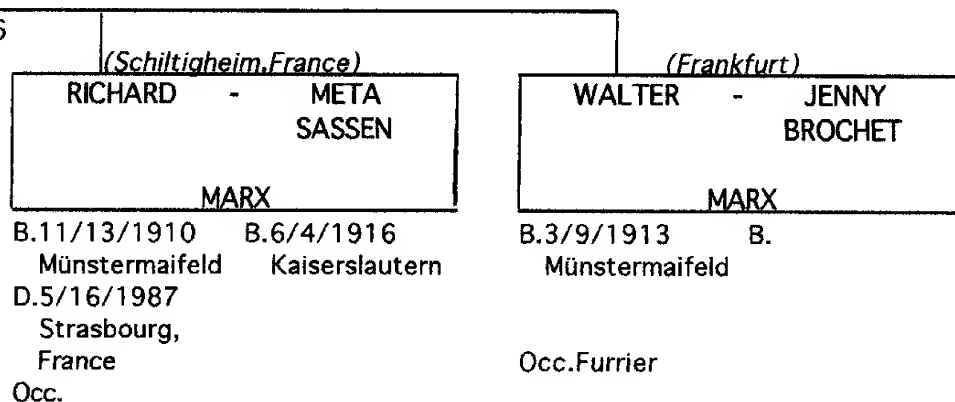 6
(Schiltigheim,France)
RICHARD - META
SASSEN
MARX
B.11/13/1910 B.6/4/1916
Münstermaifeld Kaiserslautern
D.5/16/1987
Strasbourg,
France
Occ.
(Frankfurt)
WALTER - JENNY
BROCHET
MARX
B.3/9/1913 B.
Münstermaifeld
Occ.Furrier